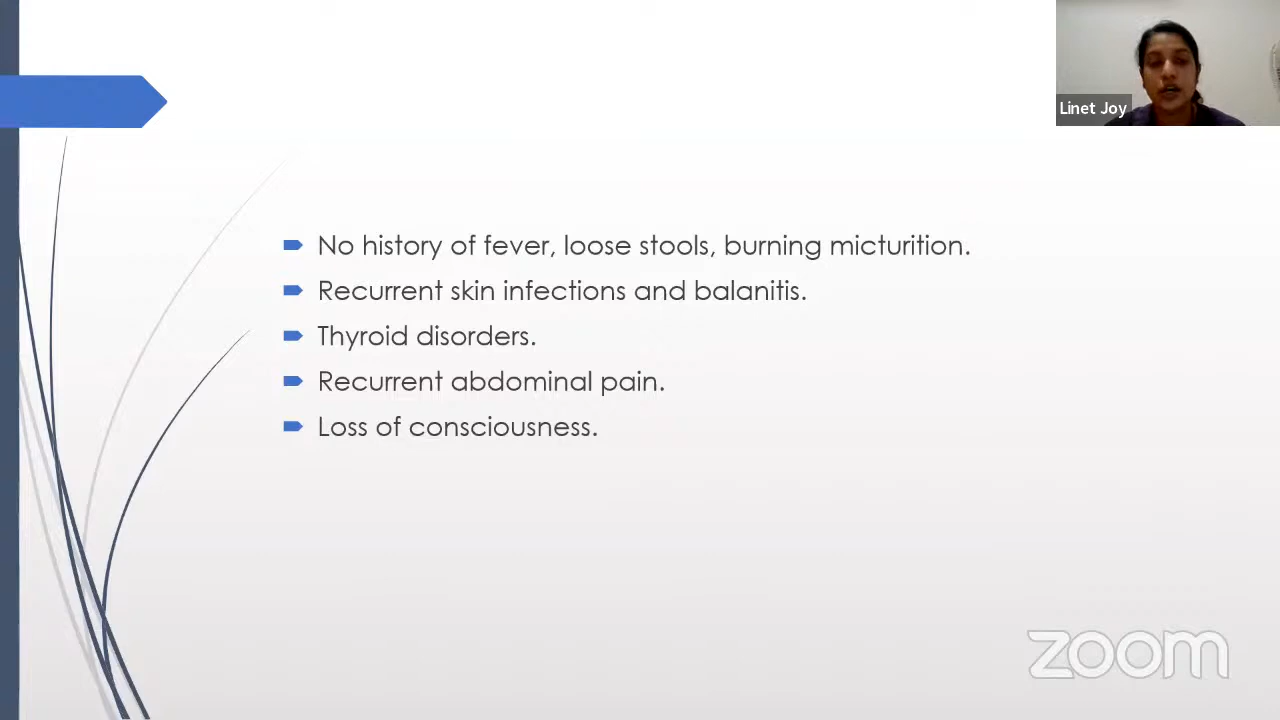 Linet Joy
No history of fever, loose stools, burning micturition.
Recurrent skin infections and balanitis.
Thyroid disorders.
Recurrent abdominal pain.
Loss of consciousness.
zoom